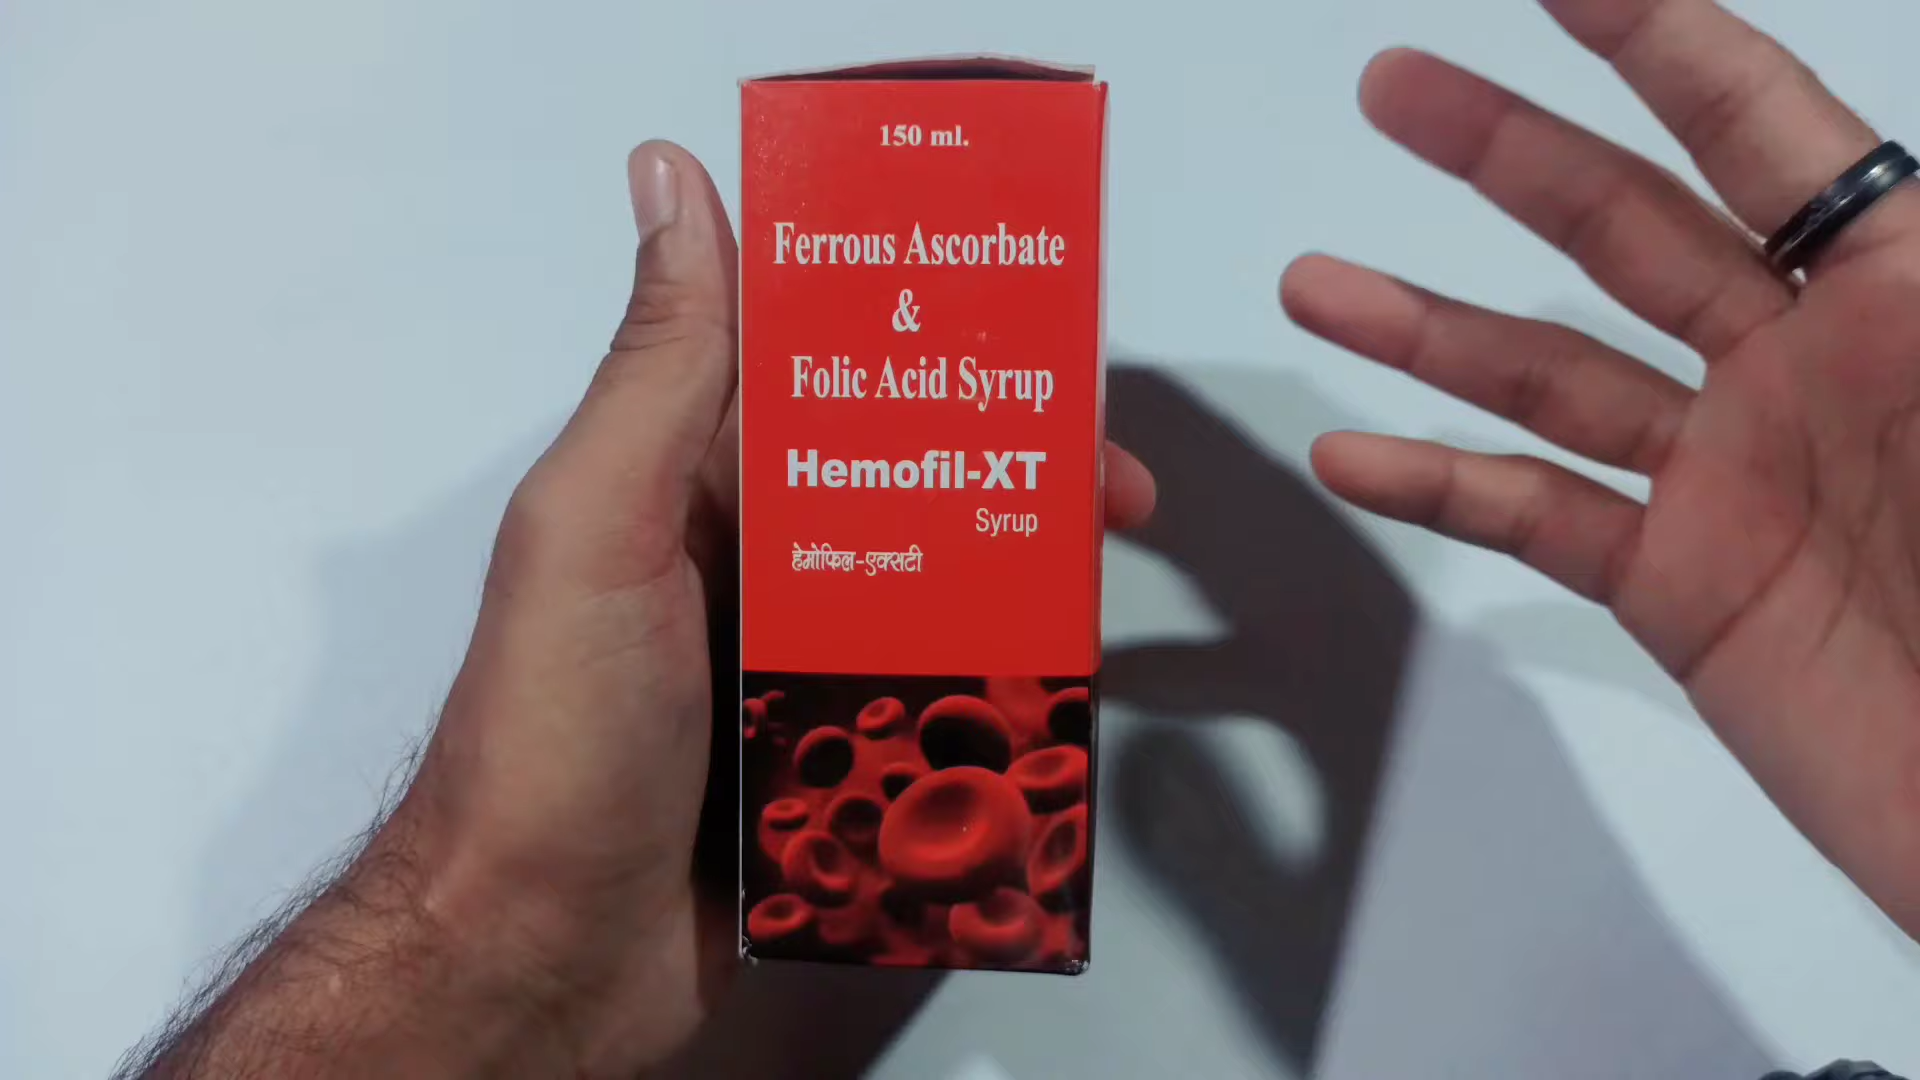 150 ml.
Ferrous Ascorbate
&
Folic Acid Syrup
Hemofil-XT
Syrup
हेमोफिल-एक्सटी